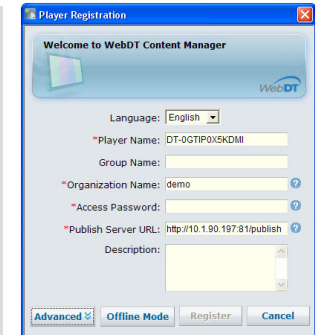 Player Registration
Welcome to WebDT Content Manager
WebDT
Language: English
*Player Name: DT-0GTIP0X5KDMI
Group Name:
*Organization Name: demo
*Access Password:
*Publish Server URL: http://10.1.90.197:81/publish
Description:
Advanced Offline Mode Register Cancel